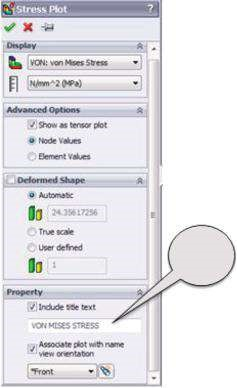 Stress Plot
?
Display
VON: von Mises Stress
N/mm^2 (MPa)
Advanced Options
Show as tensor plot
Node Values
Element Values
Deformed Shape
Automatic
24.35617256
True scale
User defined
1
Property
Include title text
VON MISES STRESS
Associate plot with name
view orientation
*Front